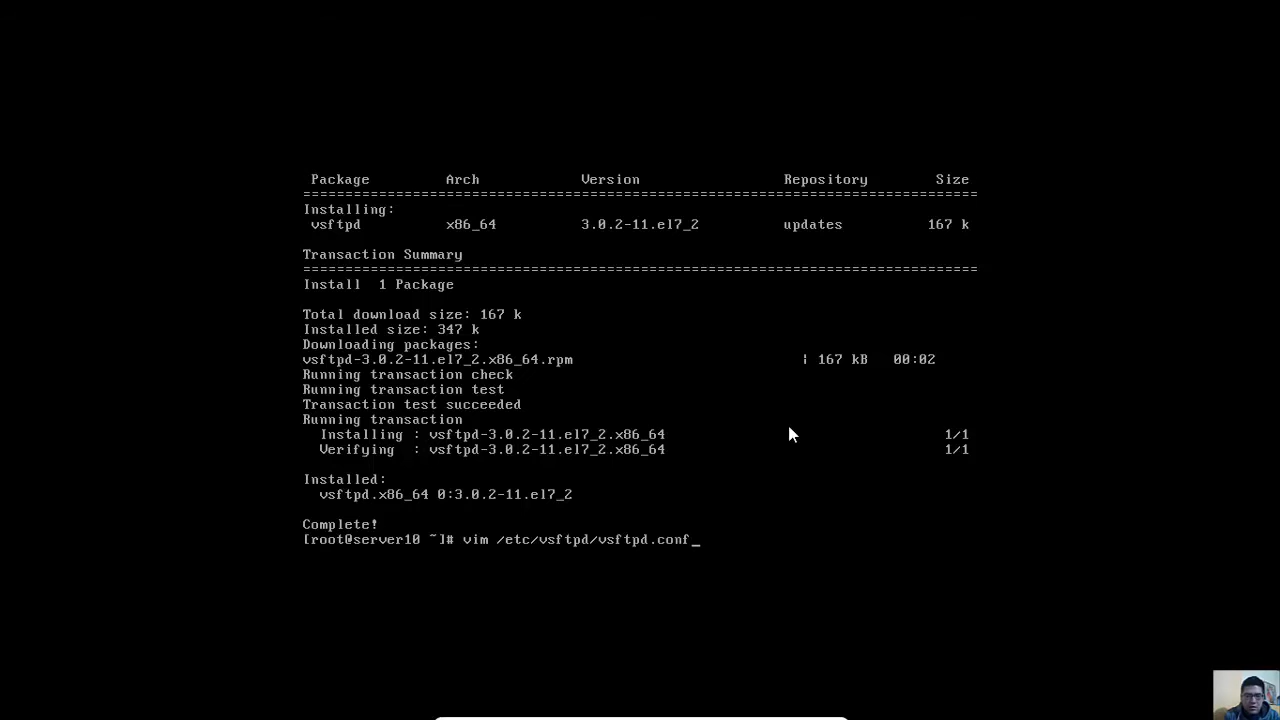 Package Arch Version Repository Size
================================================================================
Installing:
vsftpd x86_64 3.0.2-11.el7_2 updates 167 k
Transaction Summary
================================================================================
Install 1 Package
Total download size: 167 k
Installed size: 347 k
Downloading packages:
vsftpd-3.0.2-11.el7_2.x86_64.rpm | 167 kB 00:02
Running transaction check
Running transaction test
Transaction test succeeded
Running transaction
Installing : vsftpd-3.0.2-11.el7_2.x86_64 1/1
Verifying : vsftpd-3.0.2-11.el7_2.x86_64 1/1
Installed:
vsftpd.x86_64 0:3.0.2-11.el7_2
Complete!
[root@server10 ~]# vim /etc/vsftpd/vsftpd.conf_